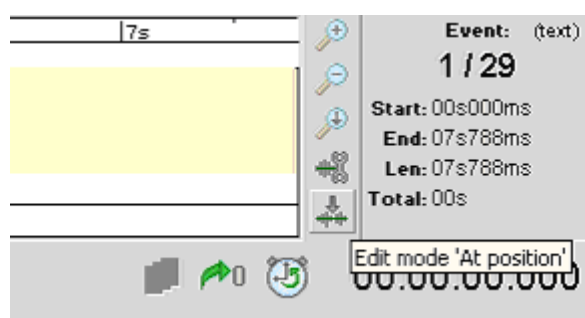 7s
Event: (text)
1 / 29
Start: 00s000ms
End: 07s788ms
Len: 07s788ms
Total: 00s
Edit mode 'At position'
0
00:00:00.000